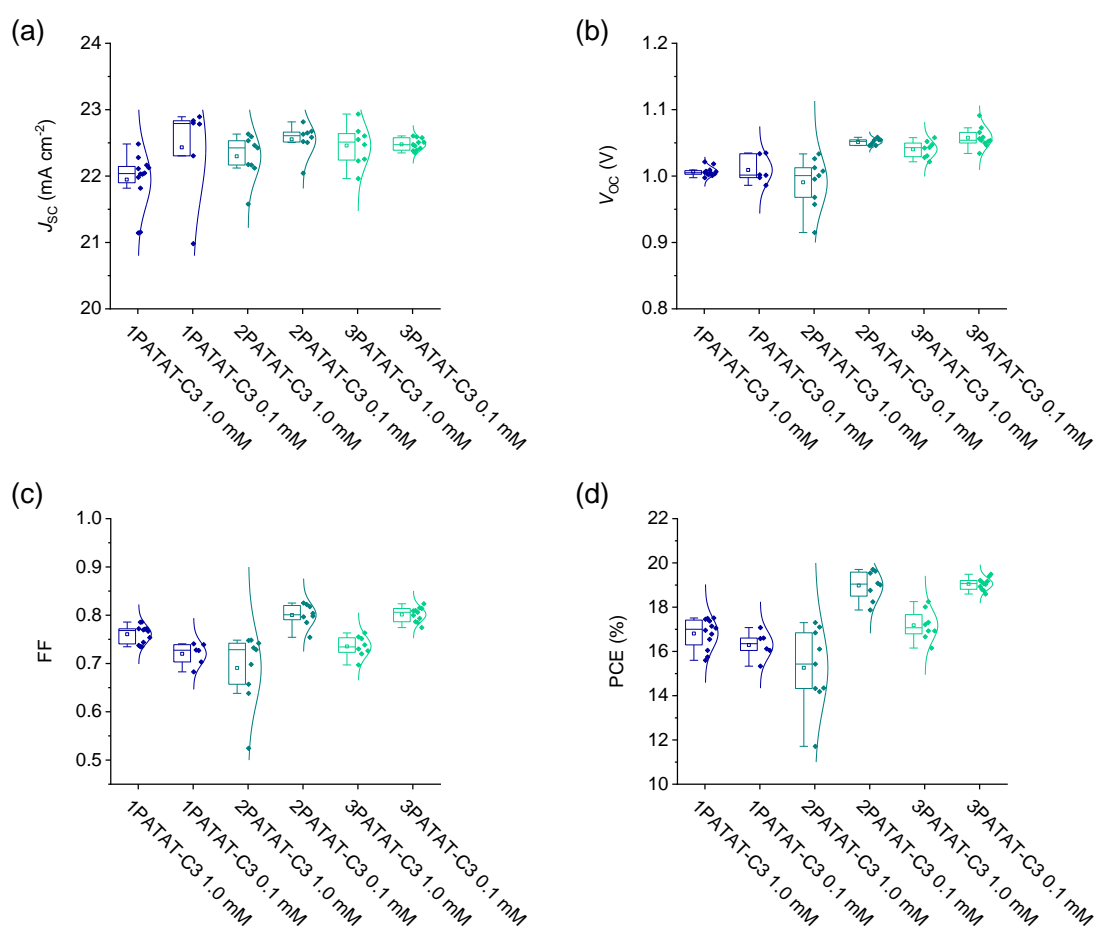 (a)
J_SC (mA cm⁻²)
24
23
22
21
20
1PATAT-C3 1.0 mM
1PATAT-C3 0.1 mM
2PATAT-C3 1.0 mM
2PATAT-C3 0.1 mM
3PATAT-C3 1.0 mM
3PATAT-C3 0.1 mM
(b)
V_OC (V)
1.2
1.1
1.0
0.9
0.8
1PATAT-C3 1.0 mM
1PATAT-C3 0.1 mM
2PATAT-C3 1.0 mM
2PATAT-C3 0.1 mM
3PATAT-C3 1.0 mM
3PATAT-C3 0.1 mM
(c)
FF
1.0
0.9
0.8
0.7
0.6
0.5
1PATAT-C3 1.0 mM
1PATAT-C3 0.1 mM
2PATAT-C3 1.0 mM
2PATAT-C3 0.1 mM
3PATAT-C3 1.0 mM
3PATAT-C3 0.1 mM
(d)
PCE (%)
22
20
18
16
14
12
10
1PATAT-C3 1.0 mM
1PATAT-C3 0.1 mM
2PATAT-C3 1.0 mM
2PATAT-C3 0.1 mM
3PATAT-C3 1.0 mM
3PATAT-C3 0.1 mM